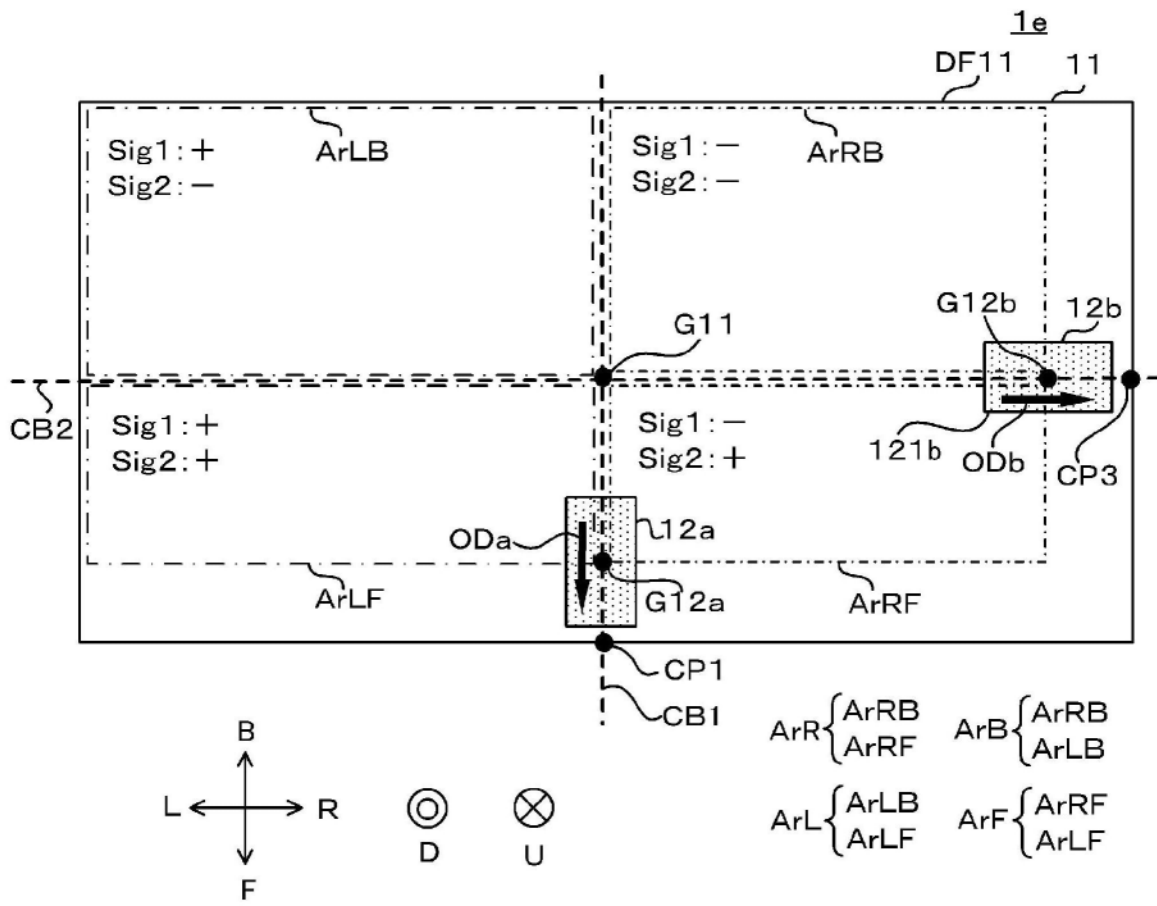 1e
DF11
11
ArLB
ArRB
Sig1:+
Sig2:−
Sig1:−
Sig2:−
G11
G12b
12b
CB2
Sig1:+
Sig2:+
Sig1:−
Sig2:+
121b
ODb
CP3
ODa
12a
ArLF
G12a
ArRF
CP1
CB1
B
L
R
F
D
U
ArR{ArRB
ArRF
ArB{ArRB
ArLB
ArL{ArLB
ArLF
ArF{ArRF
ArLF